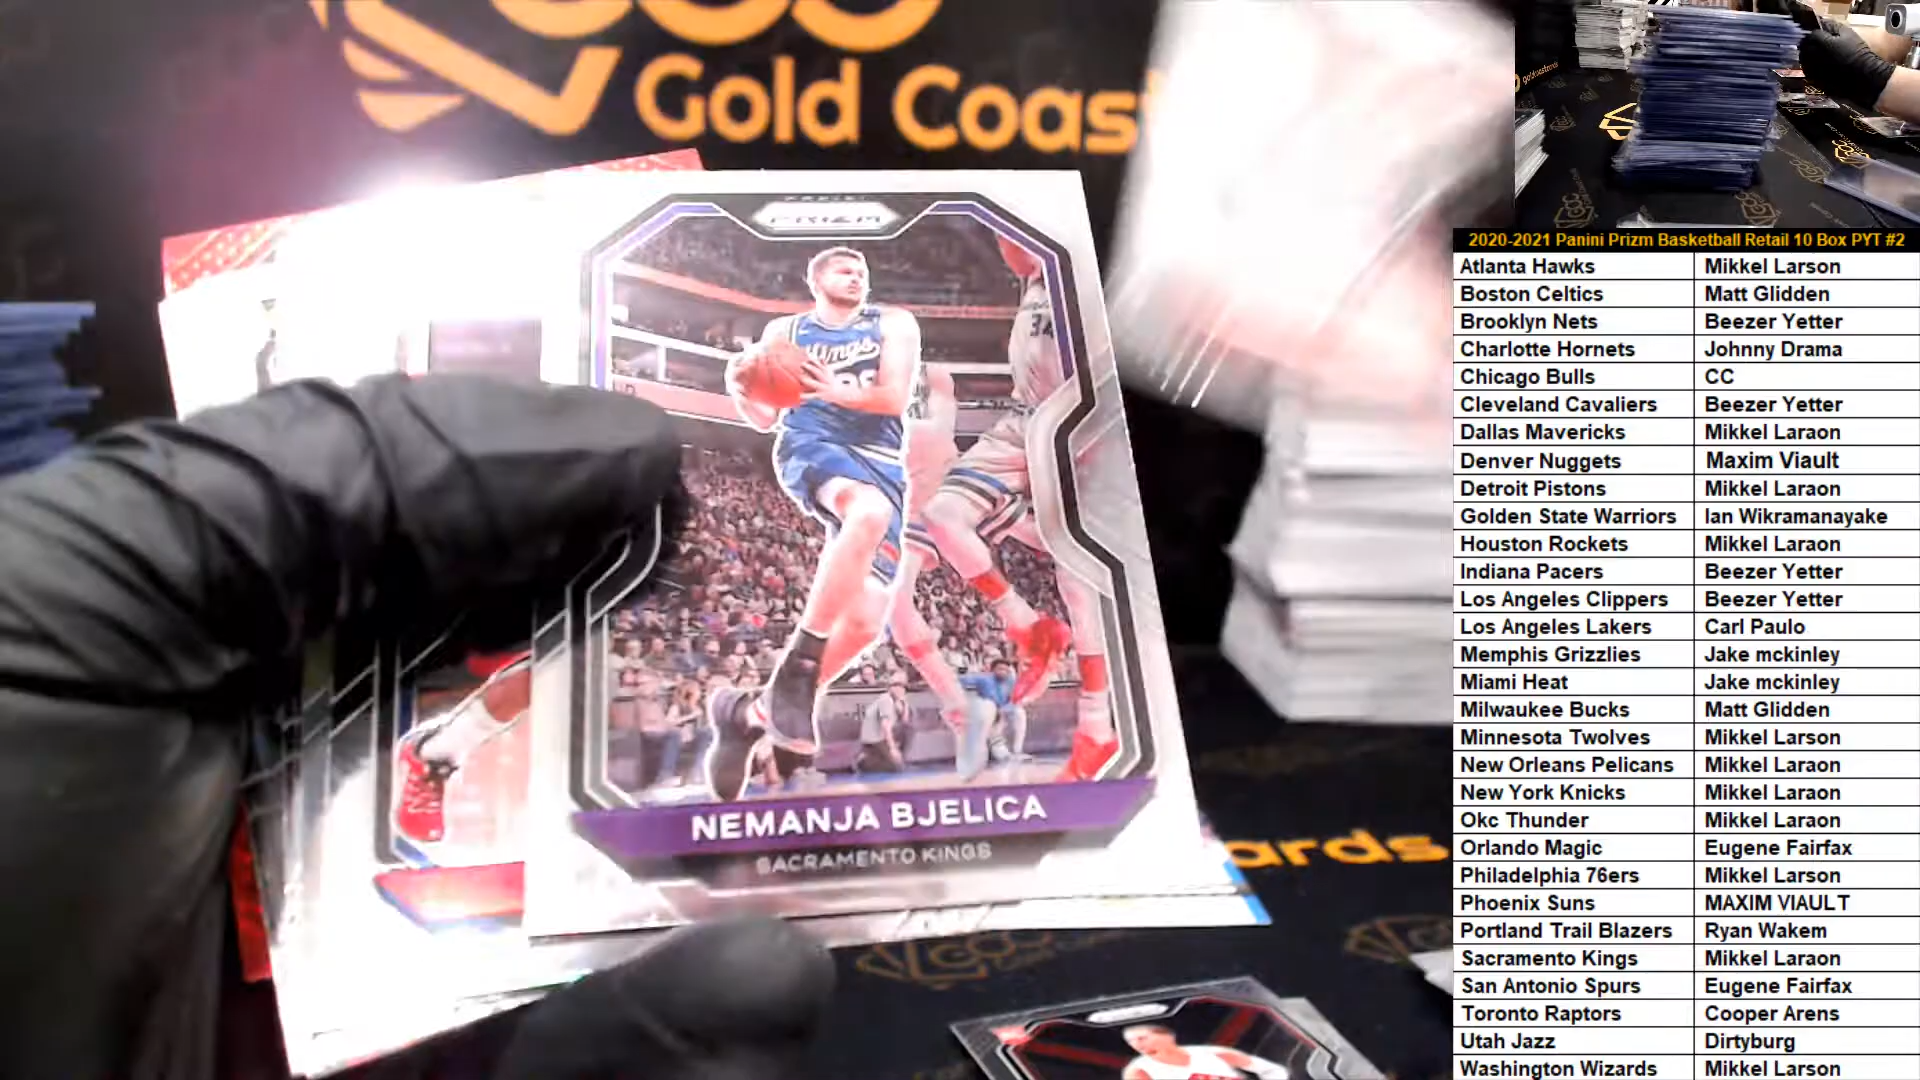 Gold Coas
PANINI
PRIZM
Kings
34
NEMANJA BJELICA
SACRAMENTO KINGS
ards
2020-2021 Panini Prizm Basketball Retail 10 Box PYT #2
Atlanta Hawks Mikkel Larson
Boston Celtics Matt Glidden
Brooklyn Nets Beezer Yetter
Charlotte Hornets Johnny Drama
Chicago Bulls CC
Cleveland Cavaliers Beezer Yetter
Dallas Mavericks Mikkel Laraon
Denver Nuggets Maxim Viault
Detroit Pistons Mikkel Laraon
Golden State Warriors Ian Wikramanayake
Houston Rockets Mikkel Laraon
Indiana Pacers Beezer Yetter
Los Angeles Clippers Beezer Yetter
Los Angeles Lakers Carl Paulo
Memphis Grizzlies Jake mckinley
Miami Heat Jake mckinley
Milwaukee Bucks Matt Glidden
Minnesota Twolves Mikkel Larson
New Orleans Pelicans Mikkel Laraon
New York Knicks Mikkel Laraon
Okc Thunder Mikkel Laraon
Orlando Magic Eugene Fairfax
Philadelphia 76ers Mikkel Larson
Phoenix Suns MAXIM VIAULT
Portland Trail Blazers Ryan Wakem
Sacramento Kings Mikkel Laraon
San Antonio Spurs Eugene Fairfax
Toronto Raptors Cooper Arens
Utah Jazz Dirtyburg
Washington Wizards Mikkel Larson